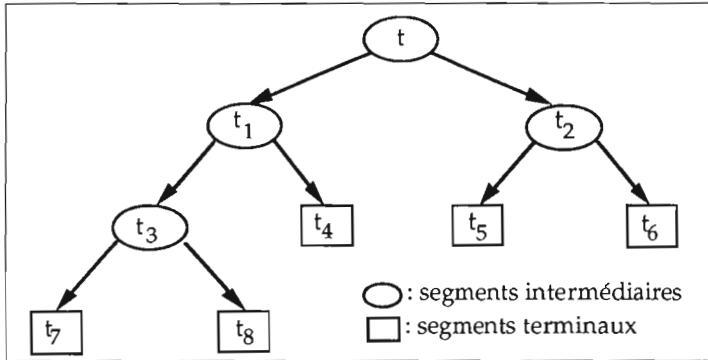 t
t1 t2
t3 t4 t5 t6
t7 t8
: segments intermédiaires
: segments terminaux